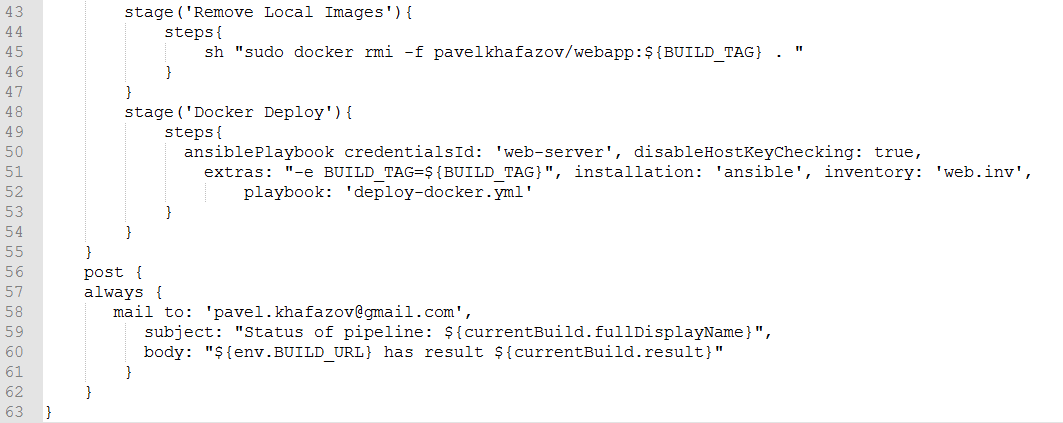 43 stage('Remove Local Images'){
44 steps{
45 sh "sudo docker rmi -f pavelkhafazov/webapp:${BUILD_TAG} . "
46 }
47 }
48 stage('Docker Deploy'){
49 steps{
50 ansiblePlaybook credentialsId: 'web-server', disableHostKeyChecking: true,
51 extras: "-e BUILD_TAG=${BUILD_TAG}", installation: 'ansible', inventory: 'web.inv',
52 playbook: 'deploy-docker.yml'
53 }
54 }
55 }
56 post {
57 always {
58 mail to: 'pavel.khafazov@gmail.com',
59 subject: "Status of pipeline: ${currentBuild.fullDisplayName}",
60 body: "${env.BUILD_URL} has result ${currentBuild.result}"
61 }
62 }
63 }